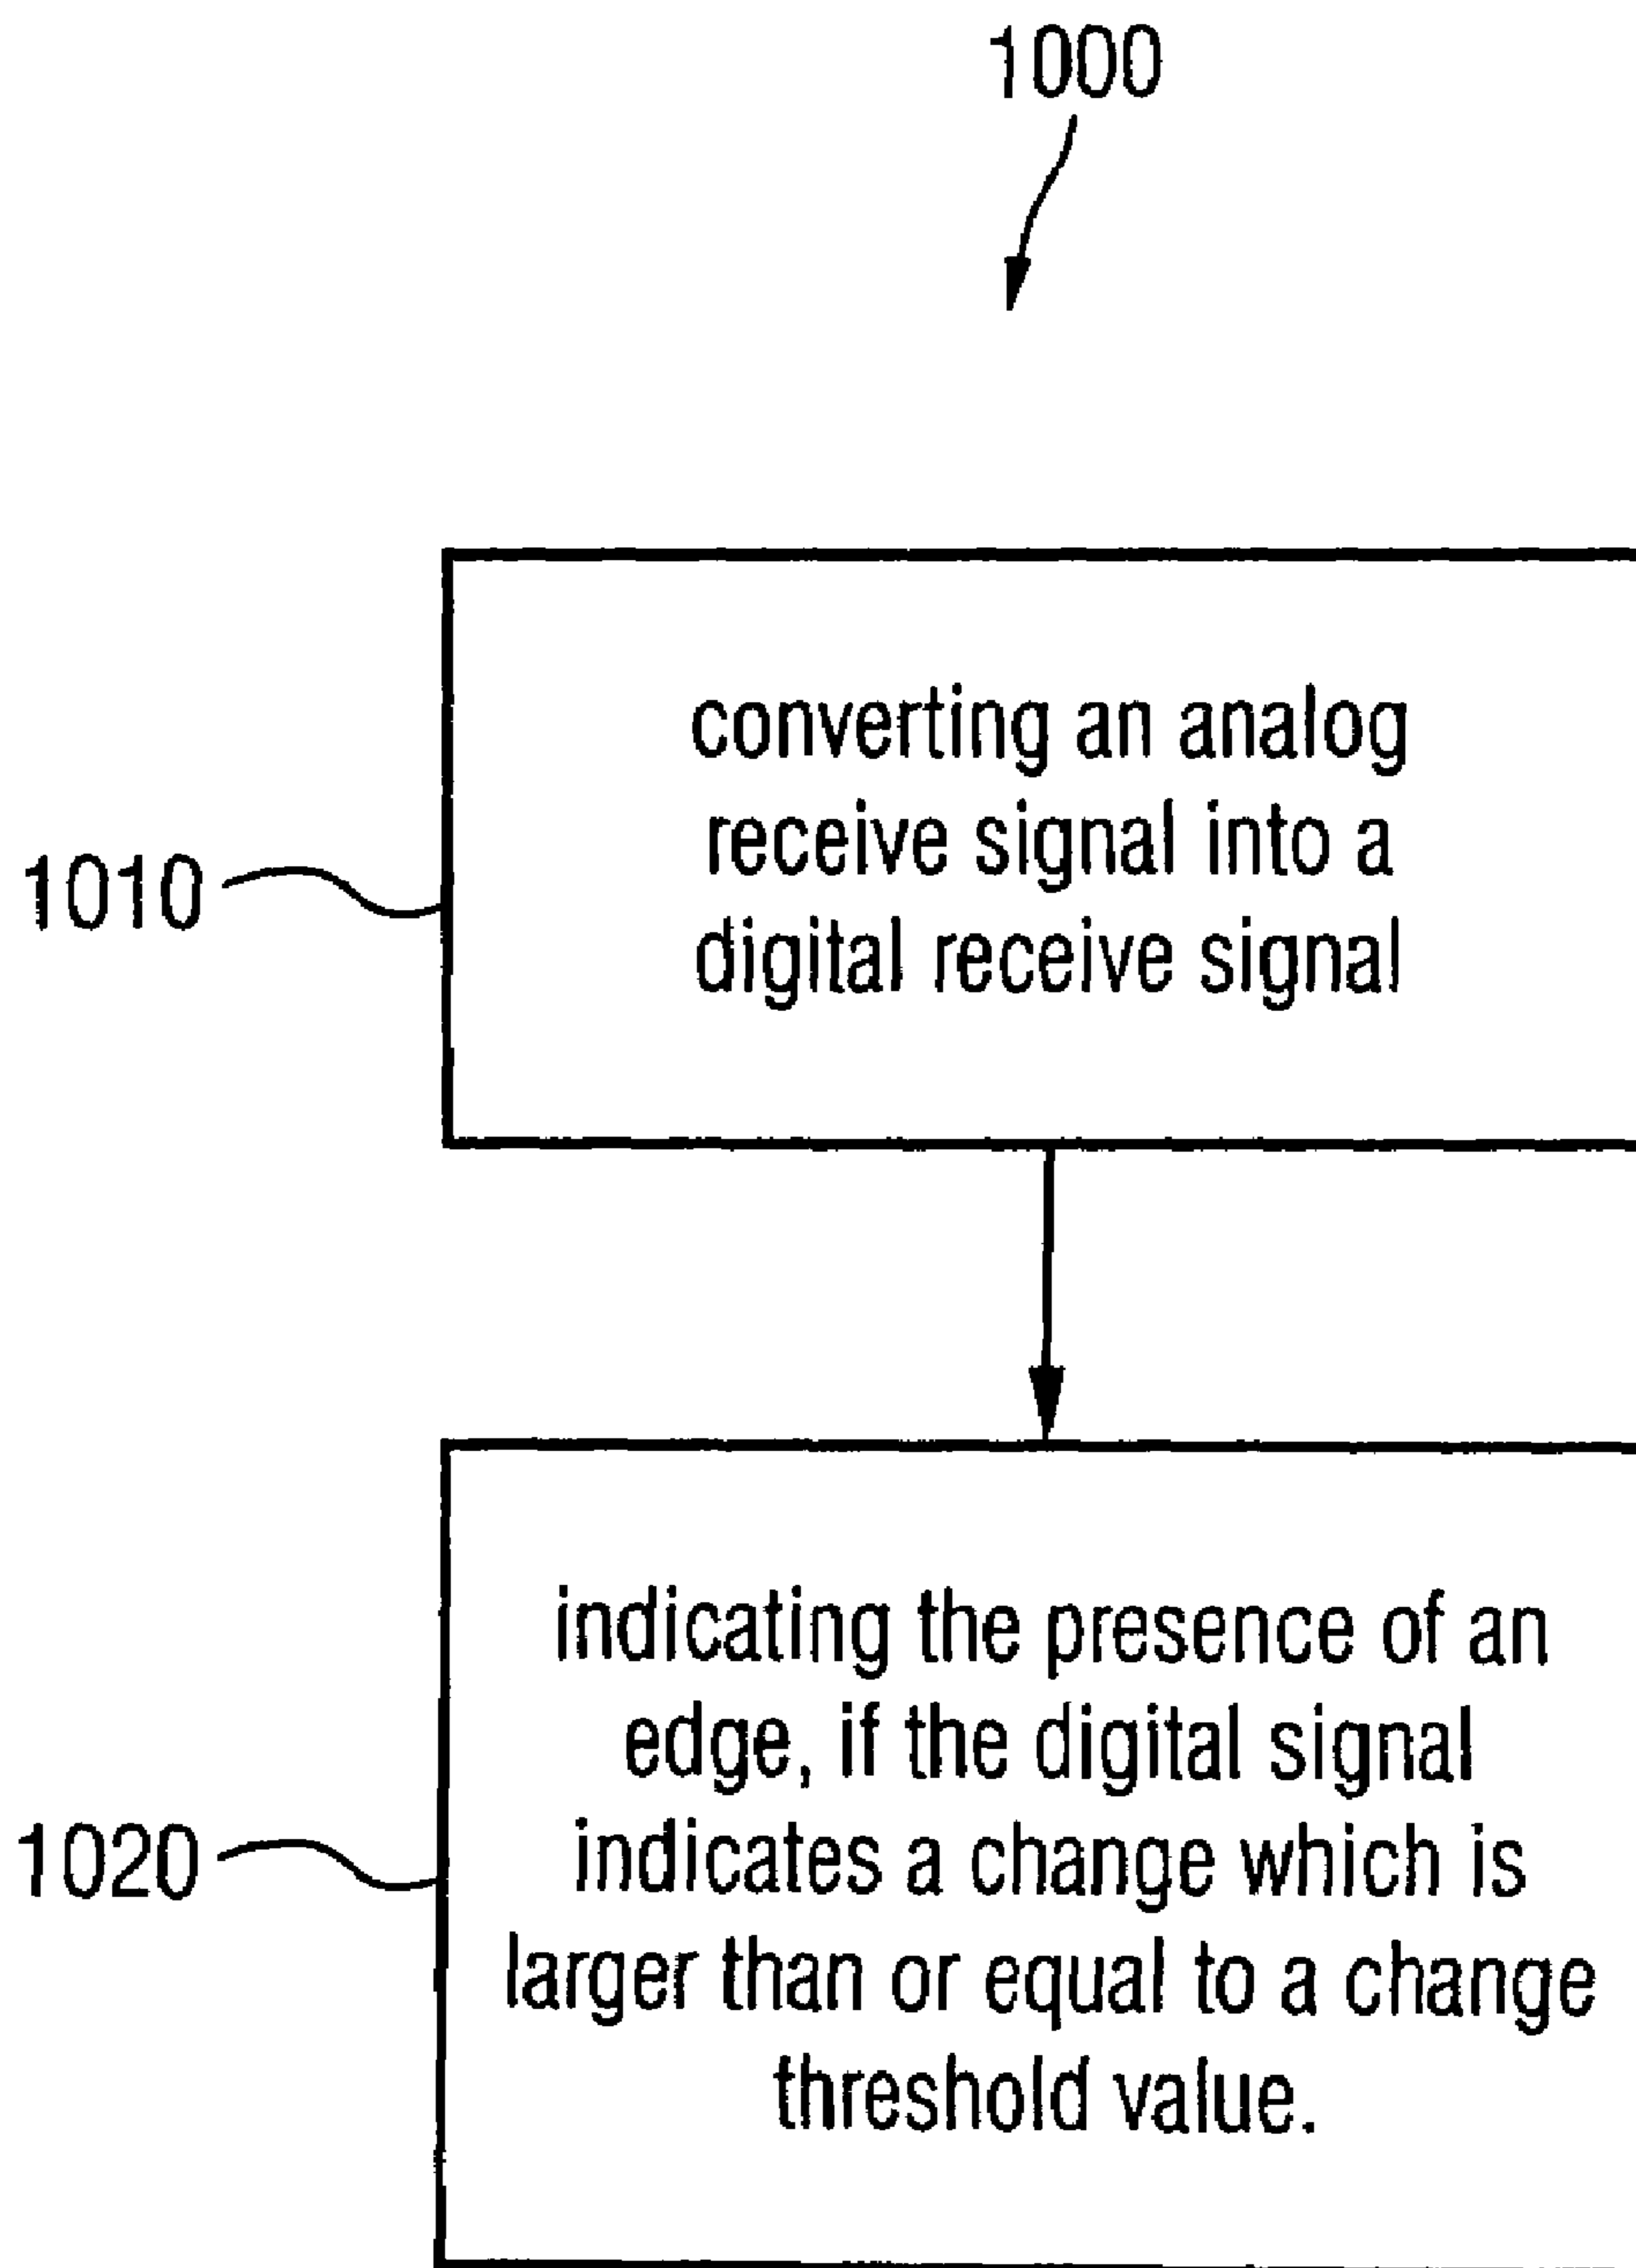 1000
converting an analog
receive signal into a
digital receive signal
1010
indicating the presence of an
edge, if the digital signal
indicates a change which is
larger than or equal to a change
threshold value.
1020